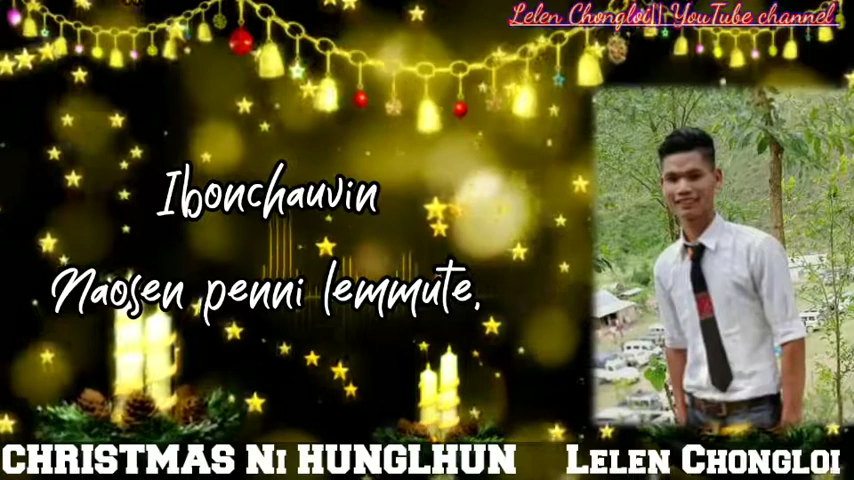 Lelen Chongloi|| YouTube channel
Ibonchauvin
Naosen penni lemmute,
CHRISTMAS NI HUNGLHUN
LELEN CHONGLOI